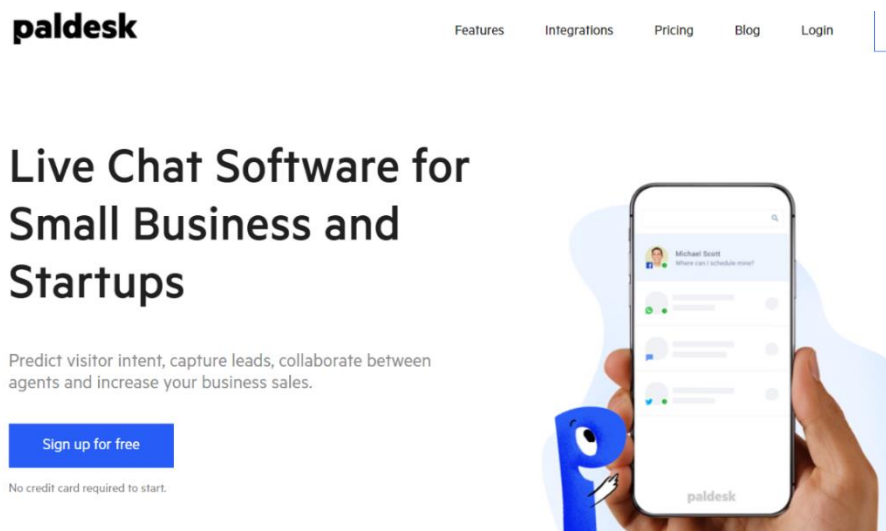 paldesk
Features
Integrations
Pricing
Blog
Login
Live Chat Software for
Small Business and
Startups
Predict visitor intent, capture leads, collaborate between
agents and increase your business sales.
Sign up for free
No credit card required to start.
Michael Scott
Where can I schedule mine?
paldesk